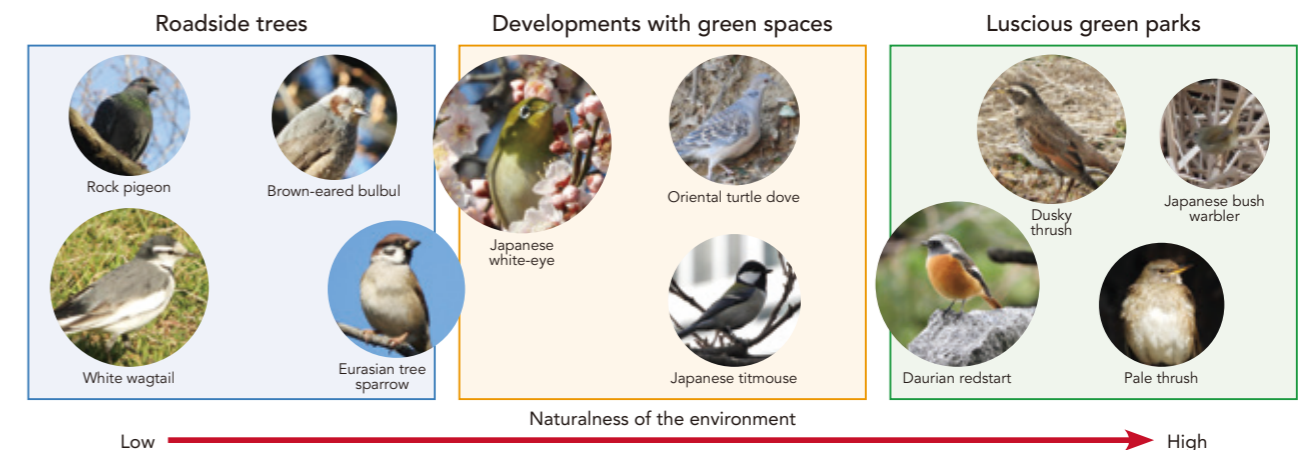 Roadside trees
Developments with green spaces
Luscious green parks
Rock pigeon
Brown-eared bulbul
White wagtail
Eurasian tree
sparrow
Japanese
white-eye
Oriental turtle dove
Japanese titmouse
Dusky
thrush
Japanese bush
warbler
Daurian redstart
Pale thrush
Naturalness of the environment
Low
High